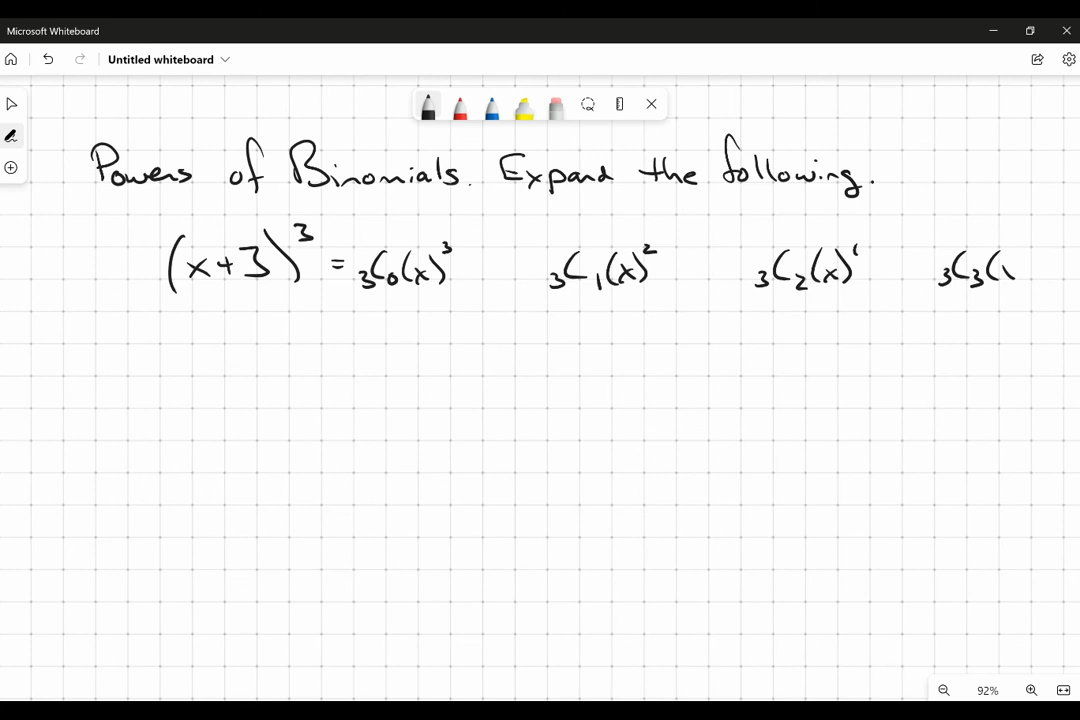 Microsoft Whiteboard
Untitled whiteboard
Powers of Binomials. Expand the following.
(x+3)³ = ₃C₀(x)³ ₃C₁(x)² ₃C₂(x)¹ ₃C₃(
92%